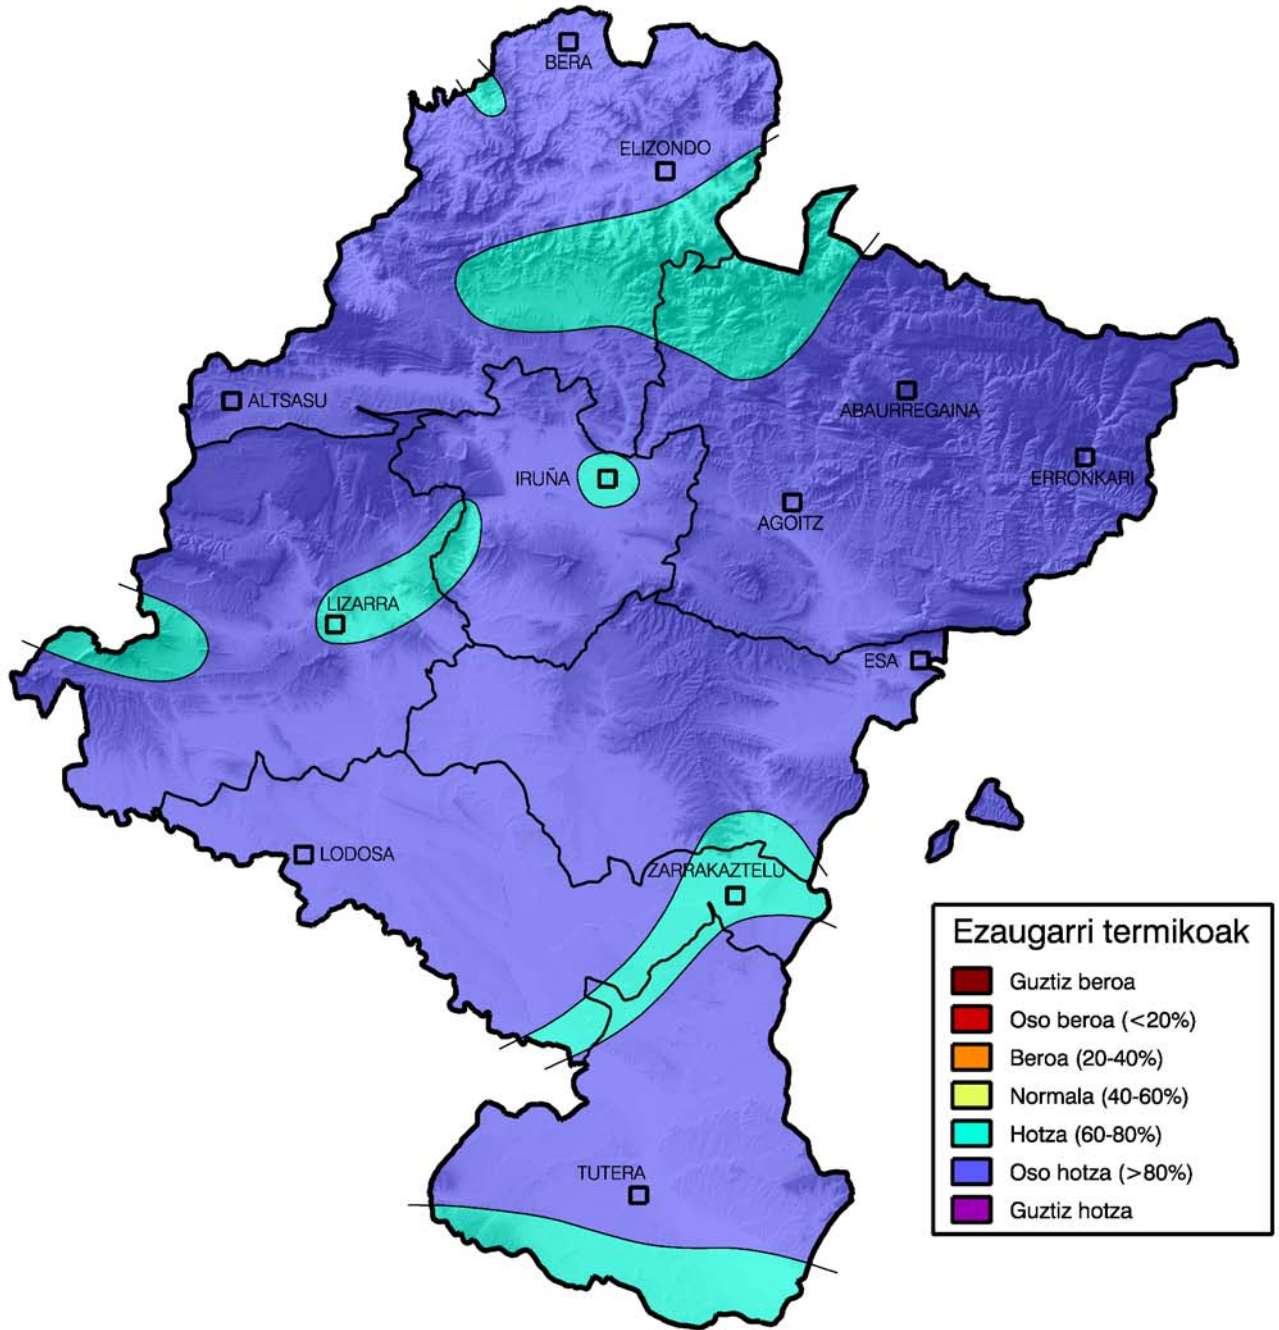 BERA
ELIZONDO
ALTSASU
ABAURREGAINA
IRUÑA
ERRONKARI
AGOITZ
LIZARRA
ESA
LODOSA
ZARRAKAZTELU
TUTERA
Ezaugarri termikoak
Guztiz beroa
Oso beroa (<20%)
Beroa (20-40%)
Normala (40-60%)
Hotza (60-80%)
Oso hotza (>80%)
Guztiz hotza